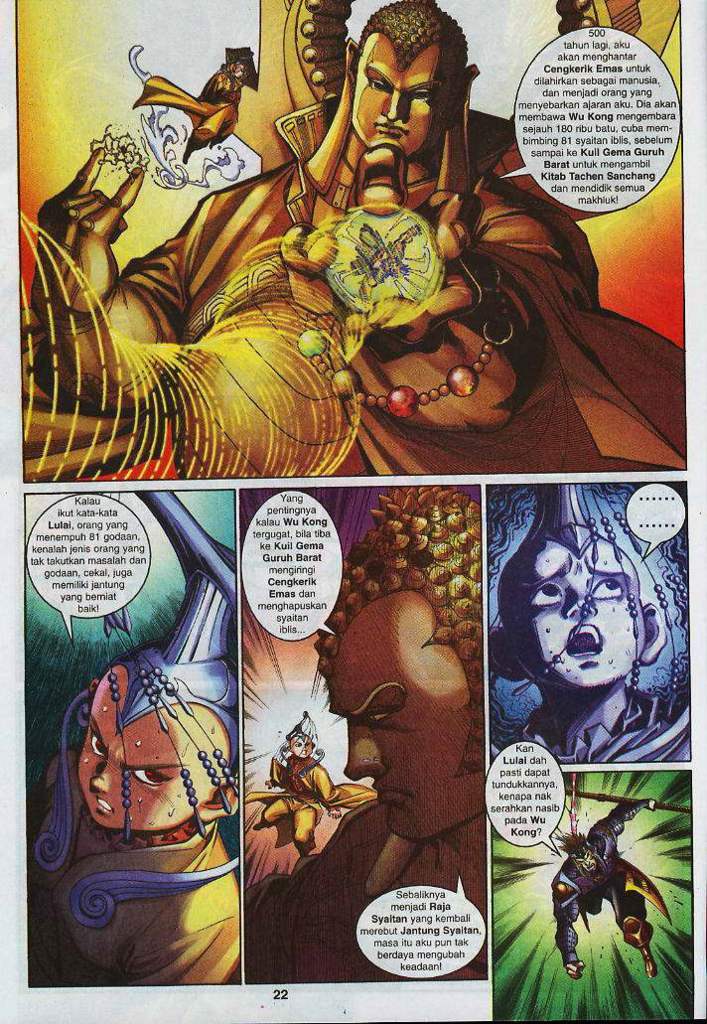 500
tahun lagi, aku
akan menghantar
Cengkerik Emas untuk
dilahirkan sebagai manusia,
dan menjadi orang yang
menyebarkan ajaran aku. Dia akan
membawa Wu Kong mengembara
sejauh 180 ribu batu, cuba mem-
bimbing 81 syaitan iblis, sebelum
sampai ke Kuil Gema Guruh
Barat untuk mengambil
Kitab Tachen Sanchang
dan mendidik semua
makhluk!
Kalau
ikut kata-kata
Lulai, orang yang
menempuh 81 godaan,
kenalah jenis orang yang
tak takutkan masalah dan
godaan, cekal, juga
memiliki jantung
yang berniat
baik!
Yang
pentingnya
kalau Wu Kong
tergugat, bila tiba
ke Kuil Gema
Guruh Barat
mengiringi
Cengkerik
Emas dan
menghapuskan
syaitan
iblis...
Sebaliknya
menjadi Raja
Syaitan yang kembali
merebut Jantung Syaitan,
masa itu aku pun tak
berdaya mengubah
keadaan!
......
......
Kan
Lulai dah
pasti dapat
tundukkannya,
kenapa nak
serahkan nasib
pada Wu
Kong?
22